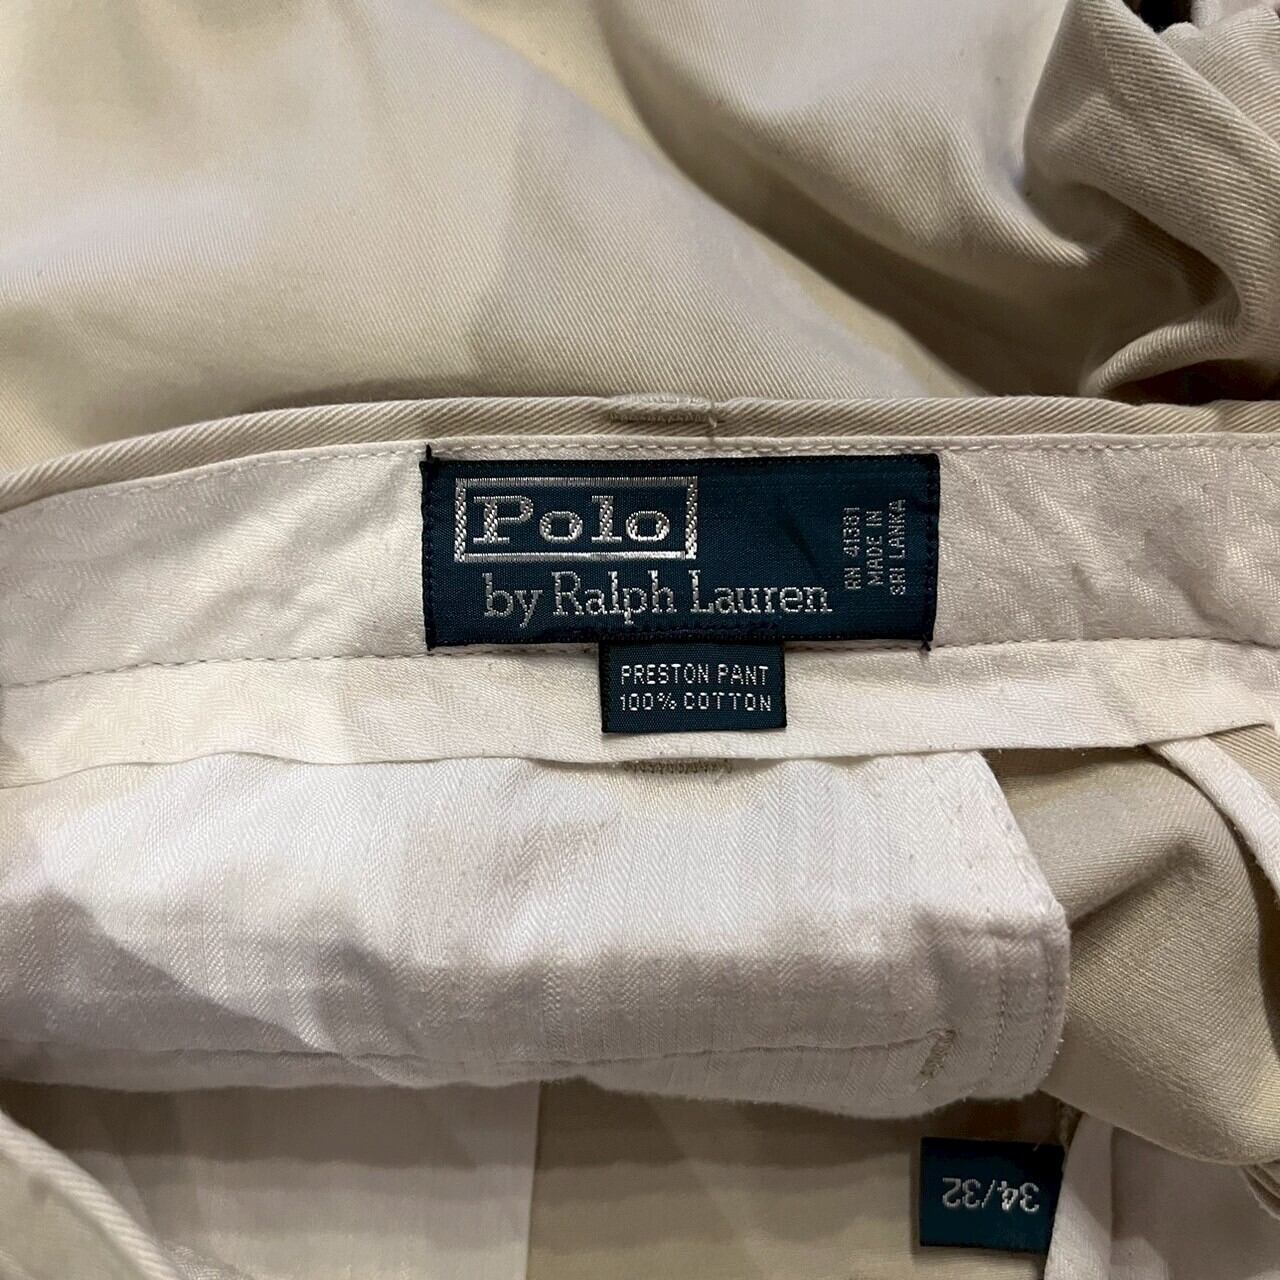 Polo
by Ralph Lauren
RN 41381
MADE IN
SRI LANKA
PRESTON PANT
100% COTTON
34/32